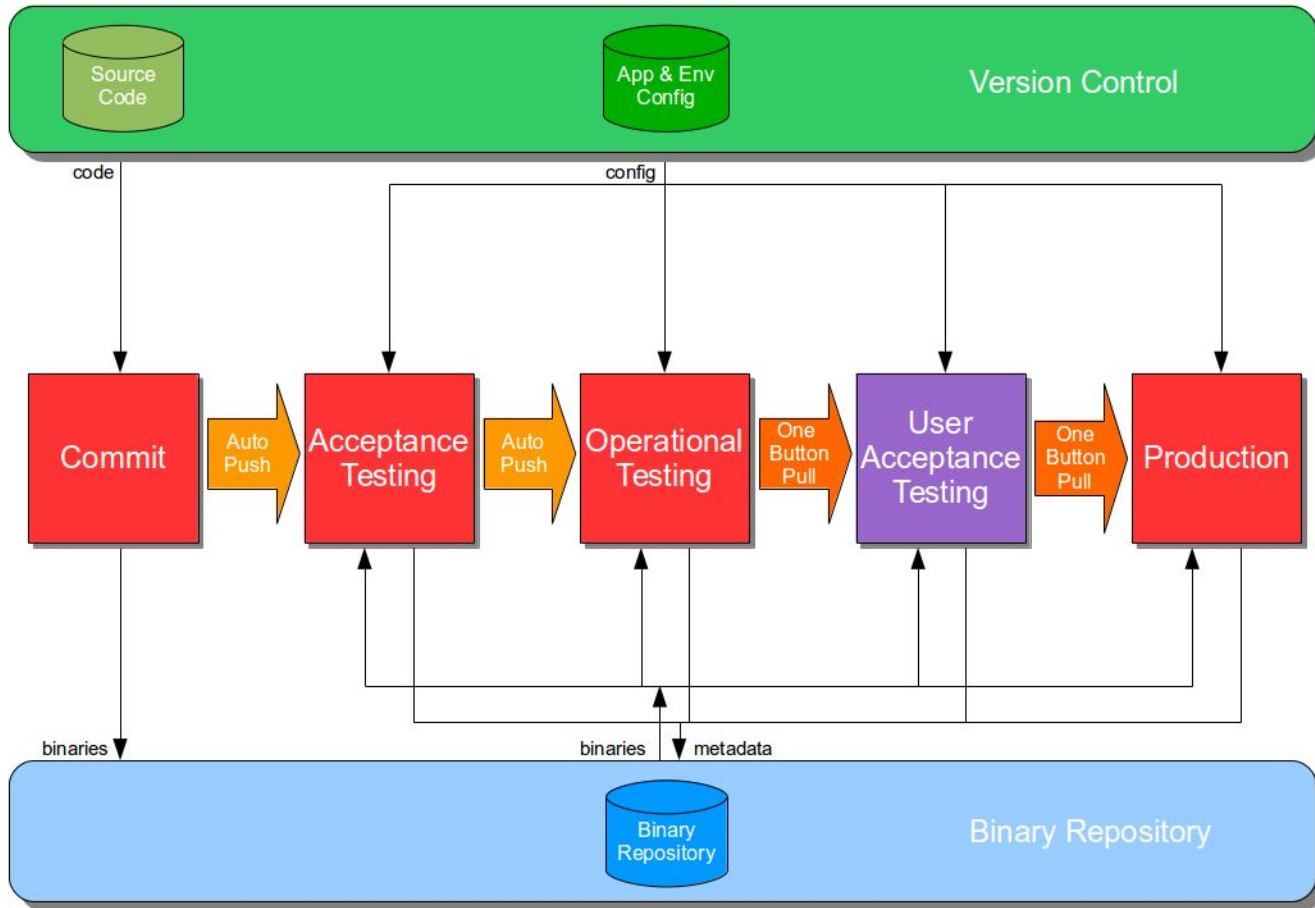 Source
Code
App & Env
Config
Version Control
code
config
Commit
Auto
Push
Acceptance
Testing
Auto
Push
Operational
Testing
One
Button
Pull
User
Acceptance
Testing
One
Button
Pull
Production
binaries
binaries
metadata
Binary
Repository
Binary Repository